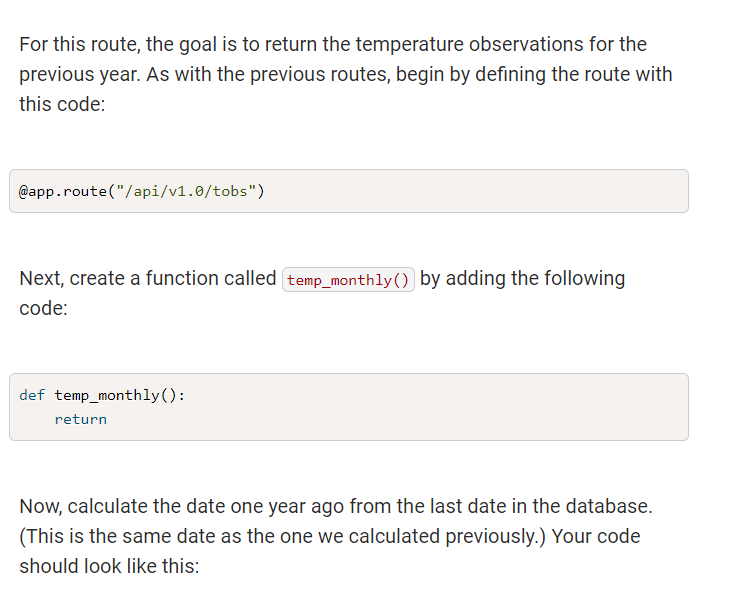 For this route, the goal is to return the temperature observations for the
previous year. As with the previous routes, begin by defining the route with
this code:
@app.route("/api/v1.0/tobs")
Next, create a function called temp_monthly() by adding the following
code:
def temp_monthly():
    return
Now, calculate the date one year ago from the last date in the database.
(This is the same date as the one we calculated previously.) Your code
should look like this: